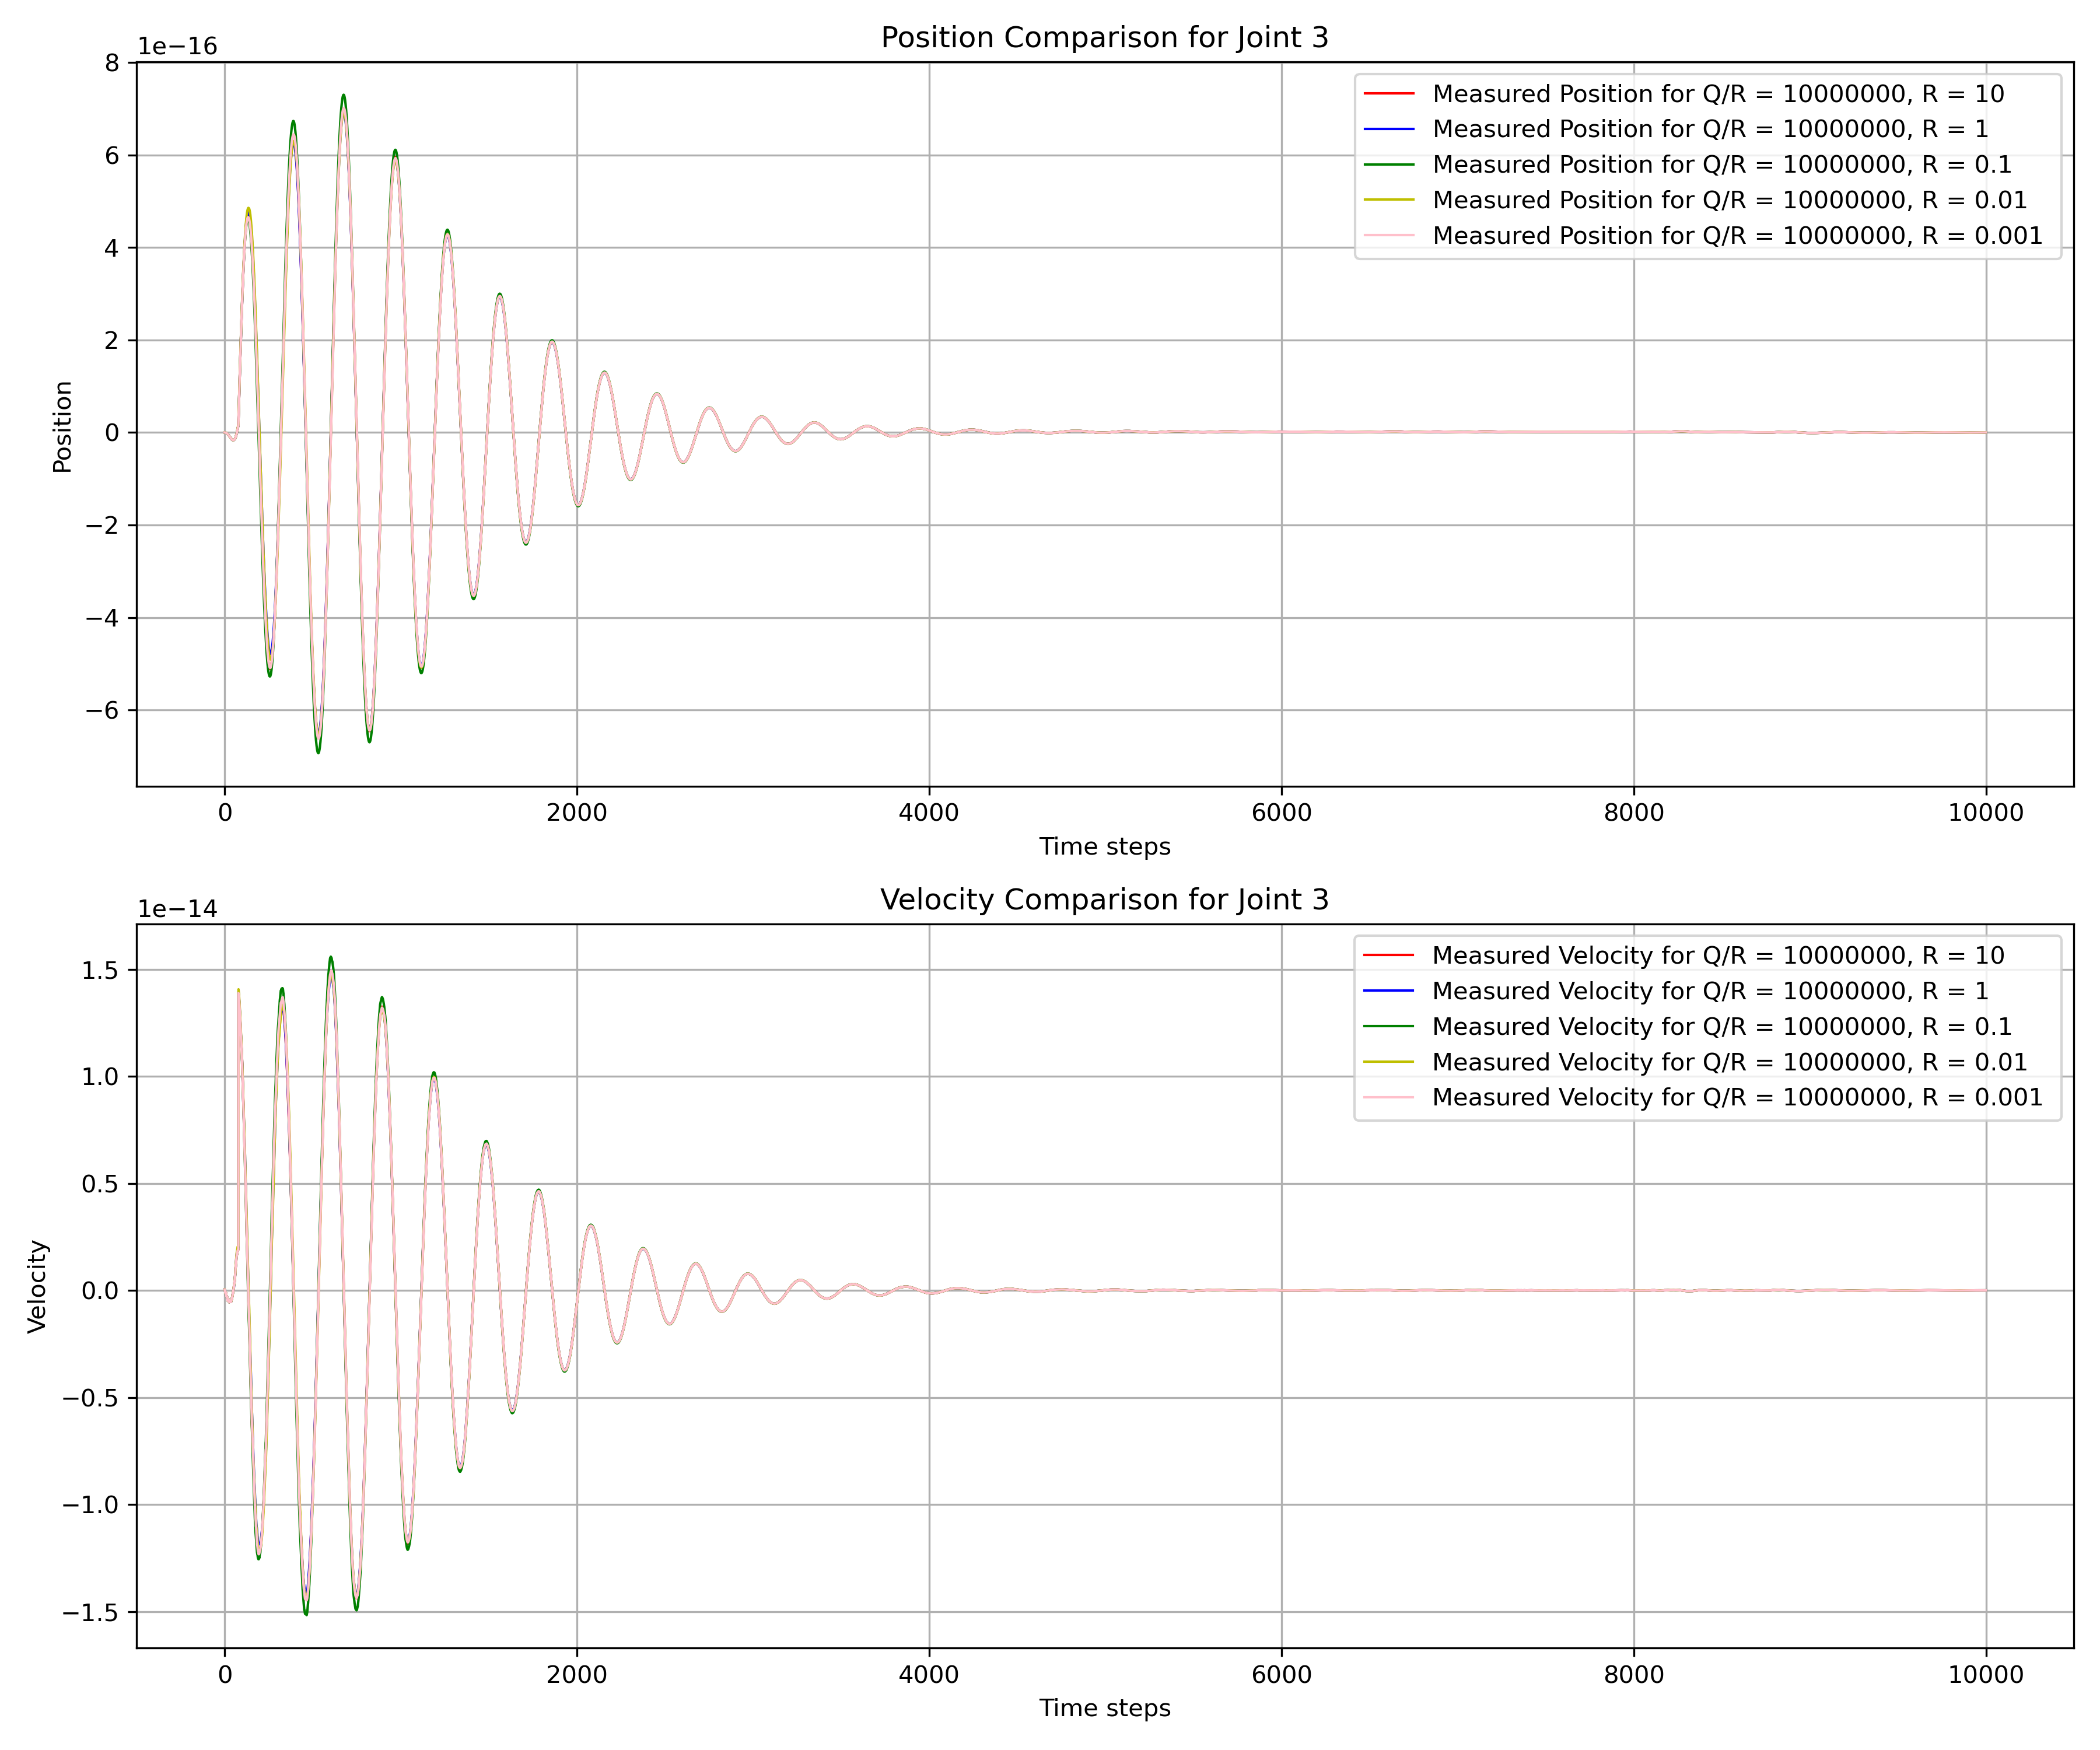 Position Comparison for Joint 3
1e−16
8
6
4
2
0
−2
−4
−6
Position
Measured Position for Q/R = 10000000, R = 10
Measured Position for Q/R = 10000000, R = 1
Measured Position for Q/R = 10000000, R = 0.1
Measured Position for Q/R = 10000000, R = 0.01
Measured Position for Q/R = 10000000, R = 0.001
0 2000 4000 6000 8000 10000
Time steps
Velocity Comparison for Joint 3
1e−14
1.5
1.0
0.5
0.0
−0.5
−1.0
−1.5
Velocity
Measured Velocity for Q/R = 10000000, R = 10
Measured Velocity for Q/R = 10000000, R = 1
Measured Velocity for Q/R = 10000000, R = 0.1
Measured Velocity for Q/R = 10000000, R = 0.01
Measured Velocity for Q/R = 10000000, R = 0.001
0 2000 4000 6000 8000 10000
Time steps